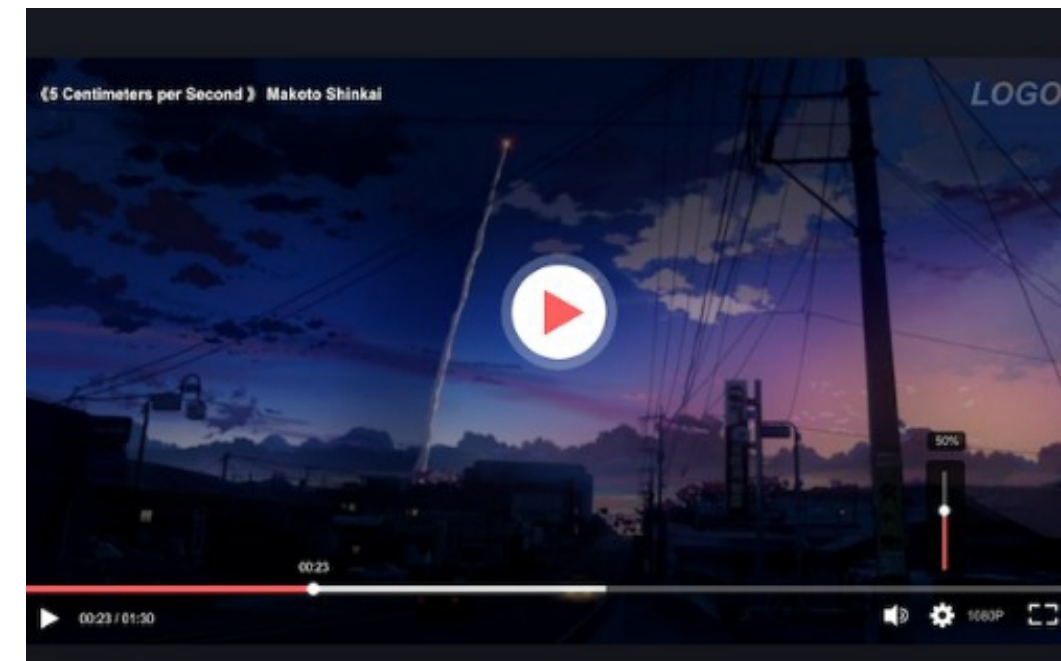 《5 Centimeters per Second 》 Makoto Shinkai
LOGO
50%
00:23
00:23 / 01:30
1080P